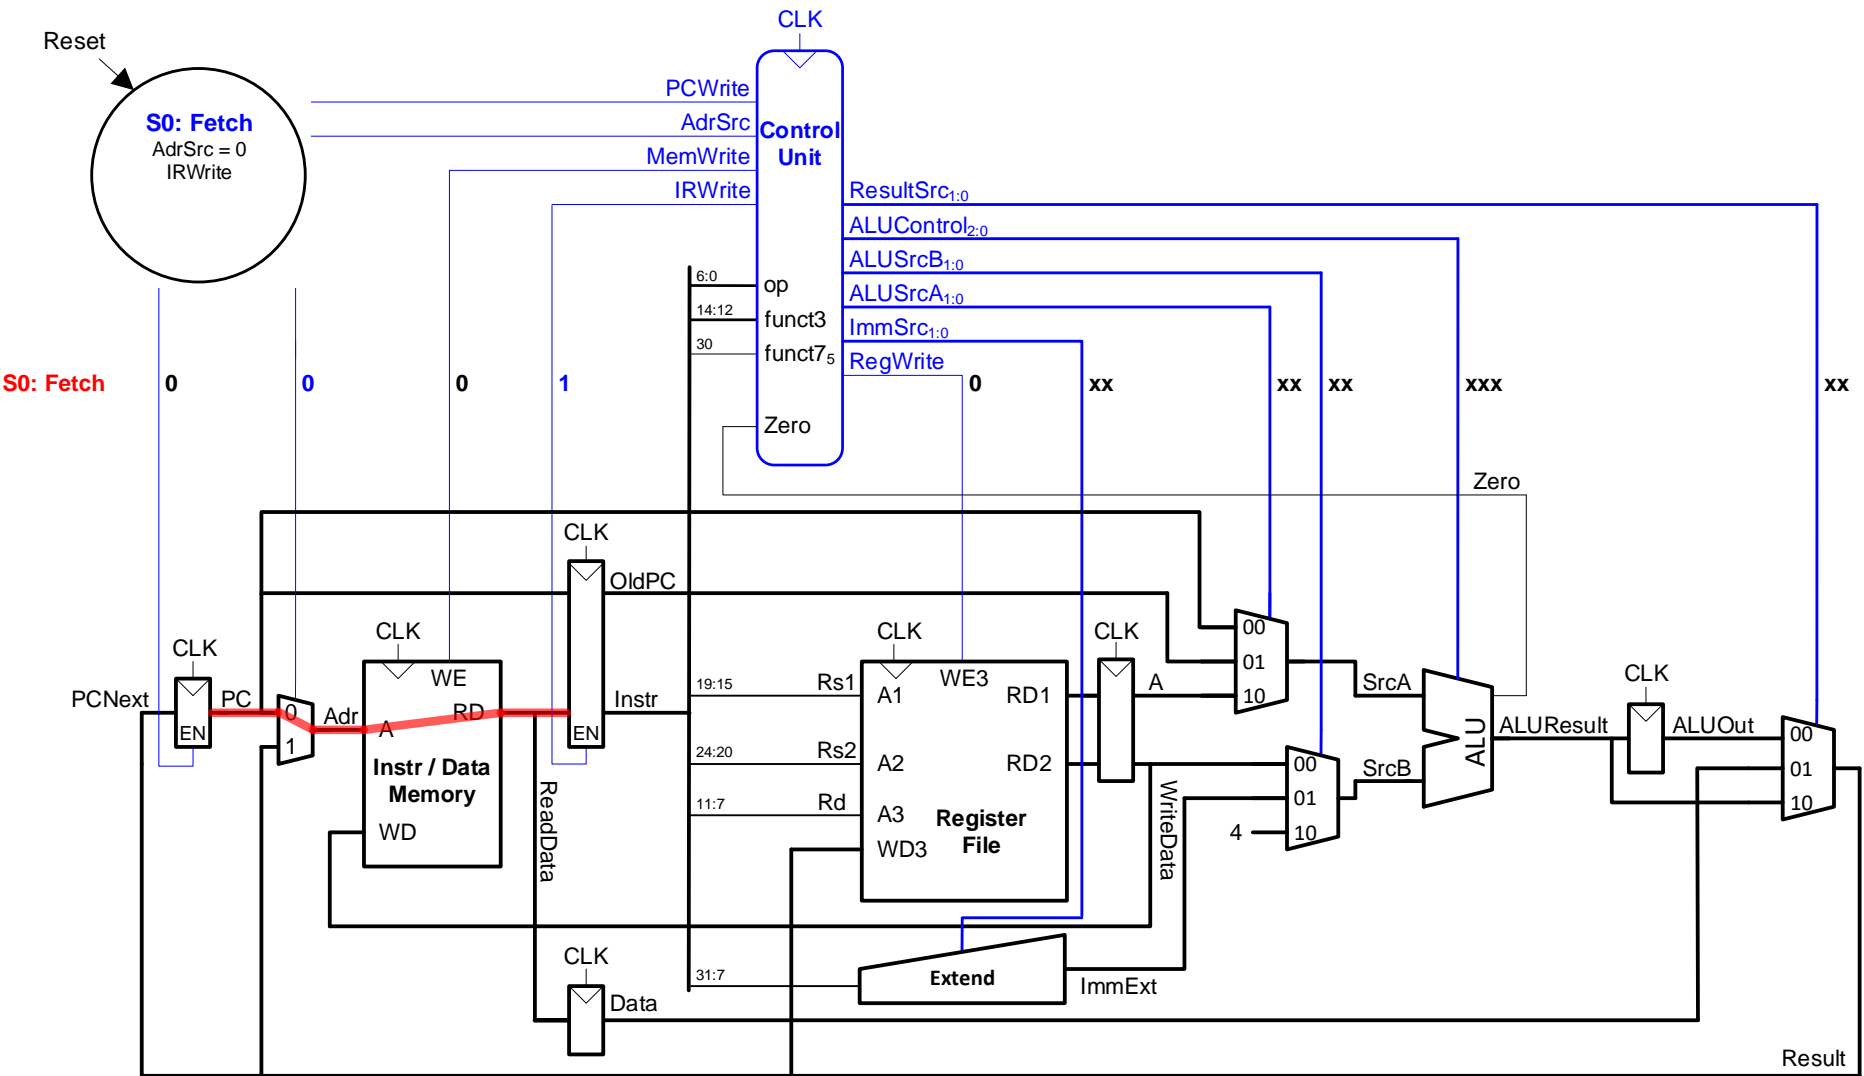 CLK
Reset
PCWrite
S0: Fetch
AdrSrc
Control
Unit
AdrSrc = 0
MemWrite
IRWrite
IRWrite
ResultSrc1:0
ALUControl2:0
ALUSrcB1:0
6:0
op
ALUSrcA1:0
14:12
funct3
ImmSrc1:0
30
funct75
RegWrite
S0: Fetch
0
0
0
1
0
xx
xx
xx
xxx
xx
Zero
Zero
CLK
OldPC
CLK
CLK
CLK
CLK
00
CLK
WE
WE3
01
SrcA
PCNext
PC
19:15
Rs1
A1
RD1
A
10
0
Adr
A
RD
Instr
EN
EN
1
ALU
ALUResult
ALUOut
00
24:20
Rs2
A2
RD2
00
SrcB
01
Instr / Data
Memory
ReadData
WriteData
01
10
11:7
Rd
A3
Register
File
WD
4
10
WD3
CLK
31:7
Extend
ImmExt
Data
Result